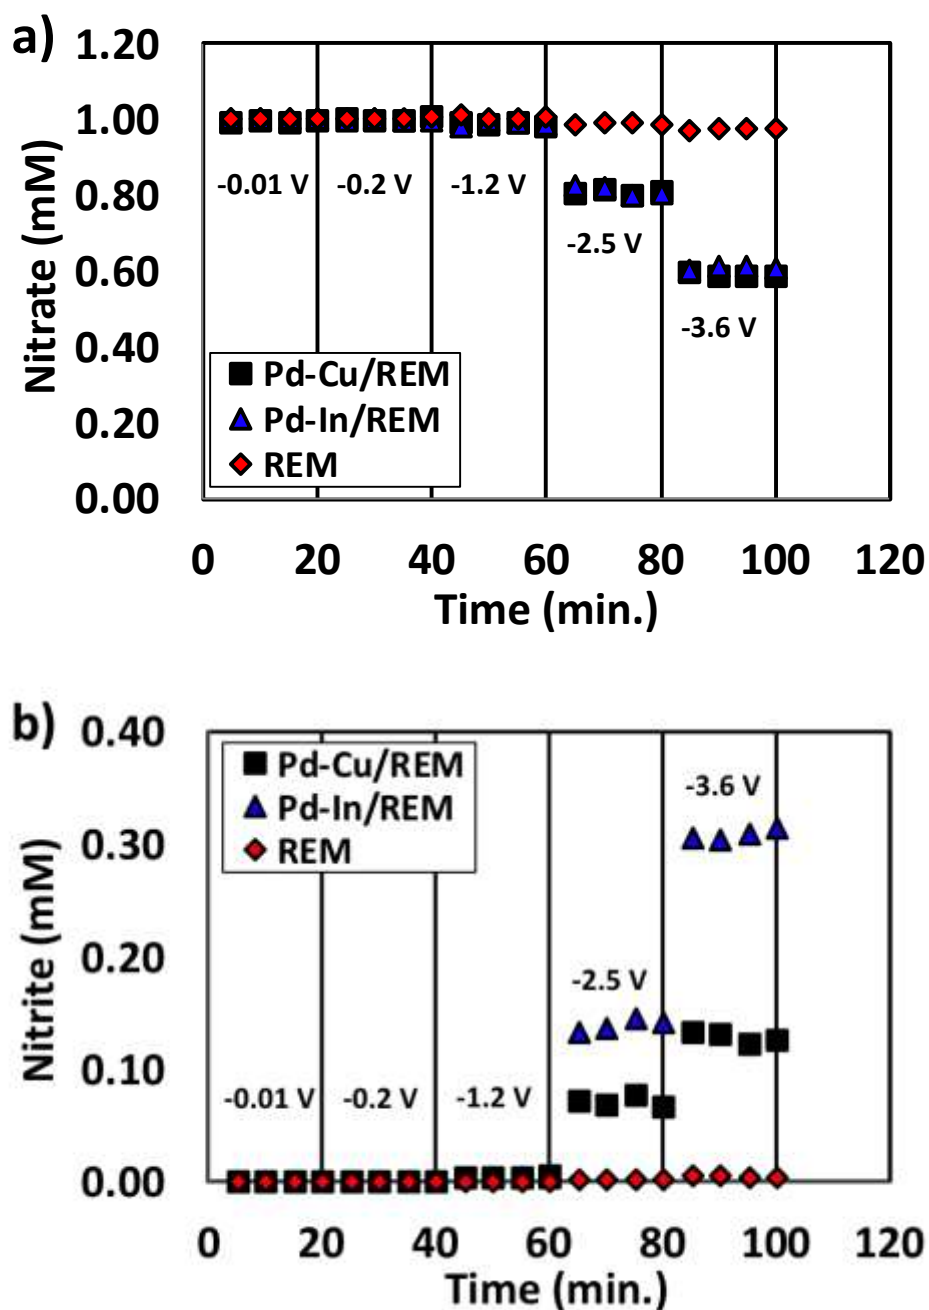 a)
1.20
1.00
0.80
0.60
0.40
0.20
0.00
Nitrate (mM)
-0.01 V
-0.2 V
-1.2 V
-2.5 V
-3.6 V
Pd-Cu/REM
Pd-In/REM
REM
0 20 40 60 80 100 120
Time (min.)
b)
0.40
0.30
0.20
0.10
0.00
Nitrite (mM)
Pd-Cu/REM
Pd-In/REM
REM
-3.6 V
-2.5 V
-0.01 V
-0.2 V
-1.2 V
0 20 40 60 80 100 120
Time (min.)